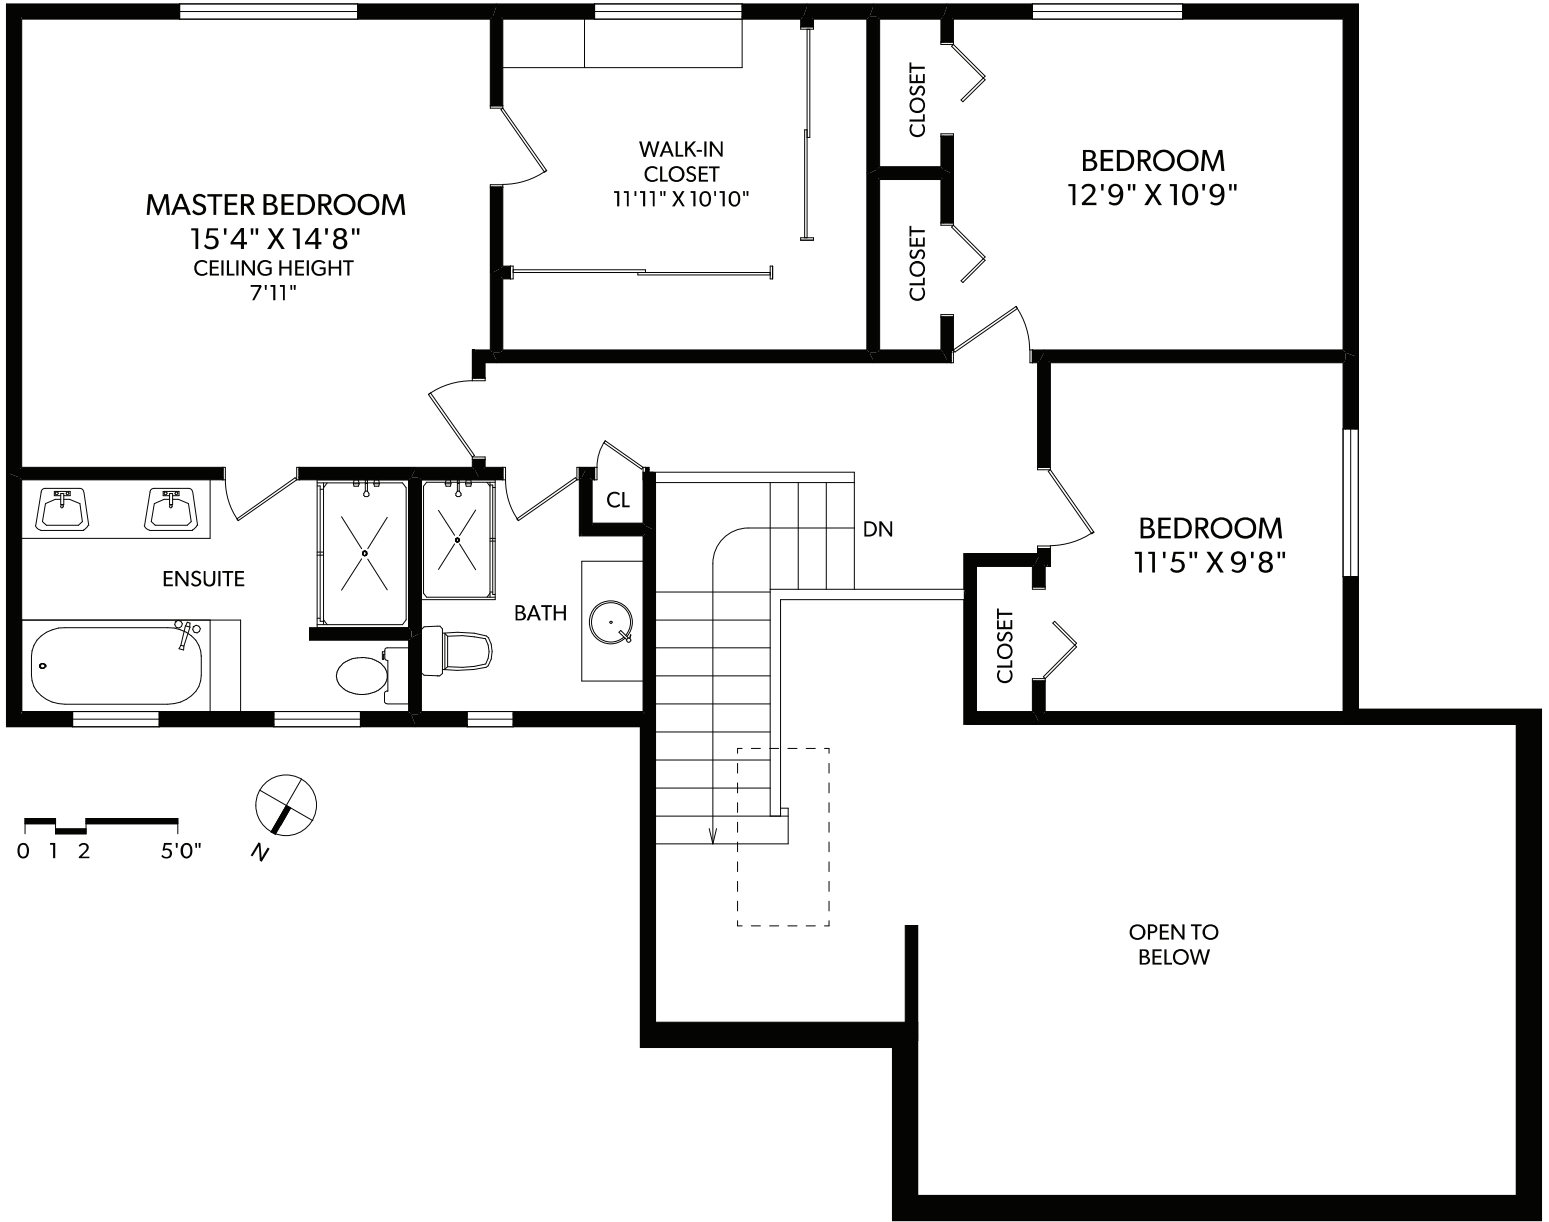 MASTER BEDROOM
15'4" X 14'8"
CEILING HEIGHT
7'11"
WALK-IN
CLOSET
11'11" X 10'10"
CLOSET
CLOSET
BEDROOM
12'9" X 10'9"
CL
DN
BEDROOM
11'5" X 9'8"
CLOSET
ENSUITE
BATH
0 1 2 5'0"
N
OPEN TO
BELOW